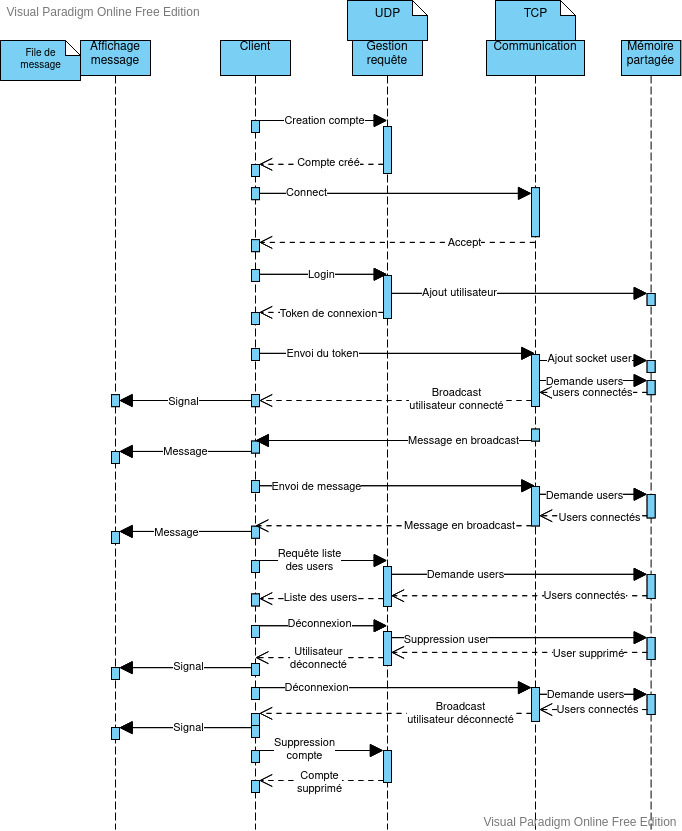 Visual Paradigm Online Free Edition
UDP
TCP
File de
message
Affichage
message
Client
Gestion
requête
Communication
Mémoire
partagée
Creation compte
Compte créé
Connect
Accept
Login
Ajout utilisateur
Token de connexion
Envoi du token
Ajout socket user
Demande users
users connectés
Broadcast
utilisateur connecté
Signal
Message en broadcast
Message
Envoi de message
Demande users
Users connectés
Message en broadcast
Message
Requête liste
des users
Demande users
Users connectés
Liste des users
Déconnexion
Suppression user
User supprimé
Utilisateur
déconnecté
Signal
Déconnexion
Demande users
Users connectés
Broadcast
utilisateur déconnecté
Signal
Suppression
compte
Compte
supprimé
Visual Paradigm Online Free Edition